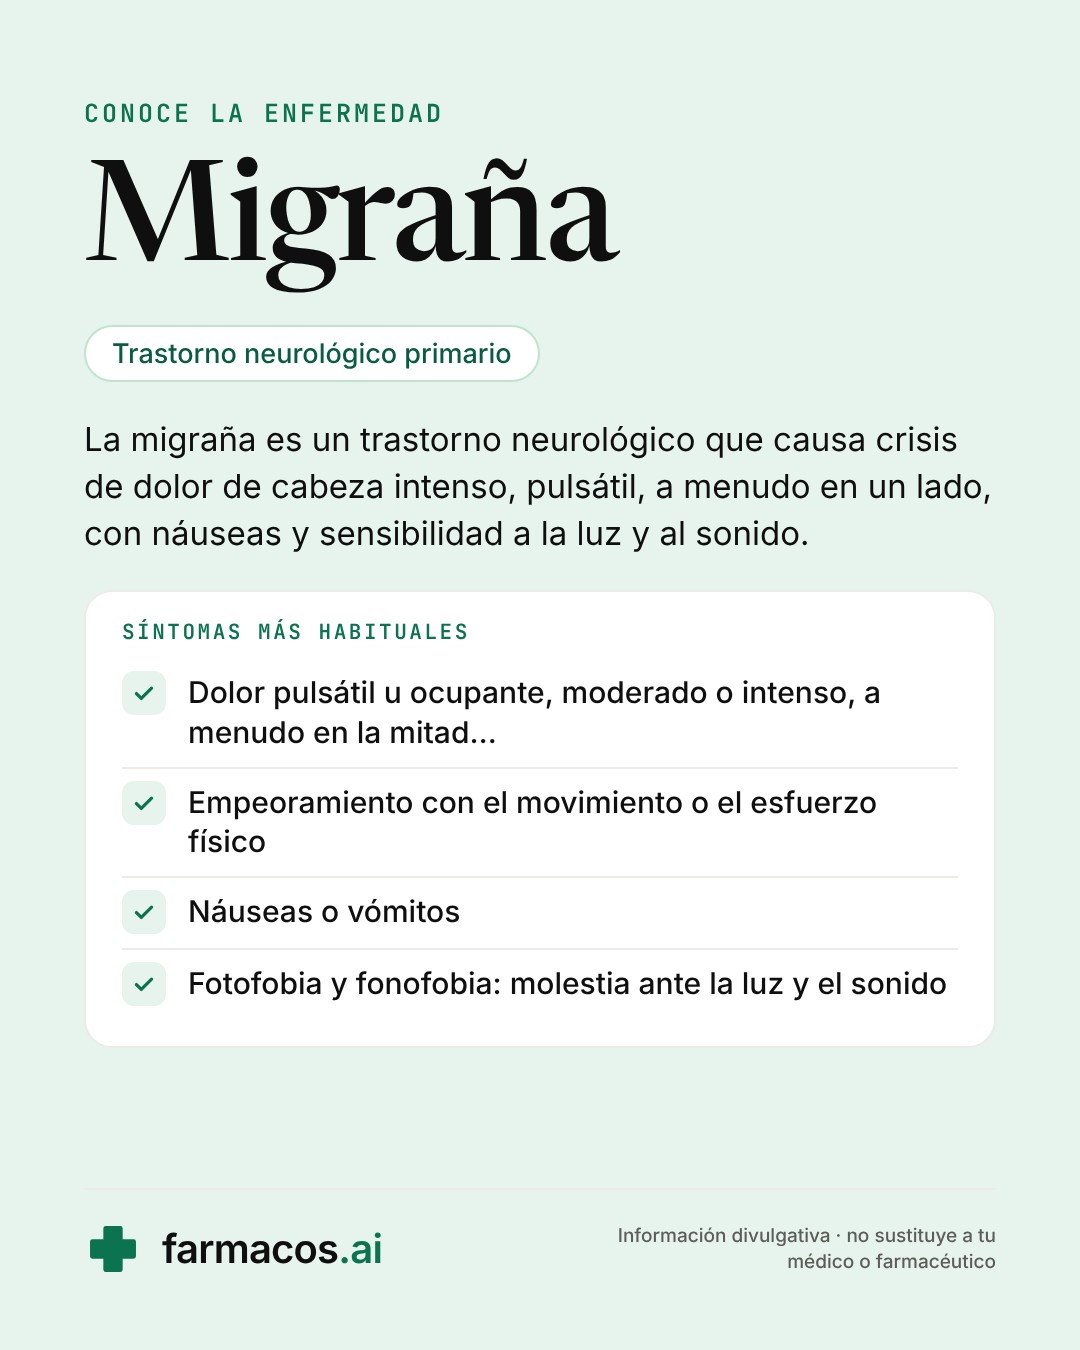 CONOCE LA ENFERMEDAD
Migraña
Trastorno neurológico primario
La migraña es un trastorno neurológico que causa crisis
de dolor de cabeza intenso, pulsátil, a menudo en un lado,
con náuseas y sensibilidad a la luz y al sonido.
SÍNTOMAS MÁS HABITUALES
Dolor pulsátil u ocupante, moderado o intenso, a
menudo en la mitad...
Empeoramiento con el movimiento o el esfuerzo
físico
Náuseas o vómitos
Fotofobia y fonofobia: molestia ante la luz y el sonido
farmacos.ai
Información divulgativa · no sustituye a tu
médico o farmacéutico